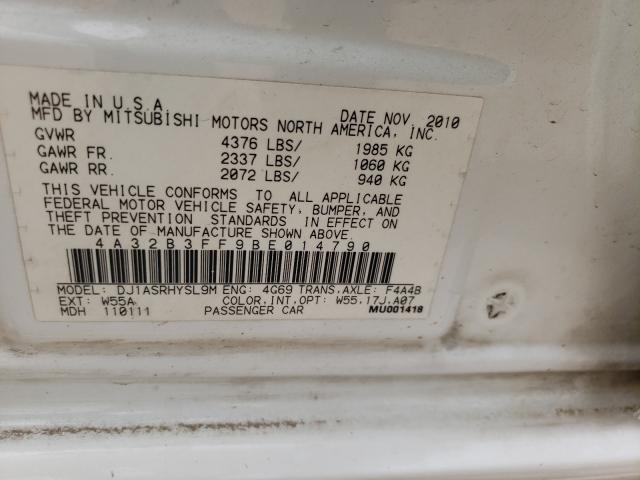 MADE IN U.S.A. DATE NOV, 2010
MFD BY MITSUBISHI MOTORS NORTH AMERICA, INC.
GVWR 4376 LBS/ 1985 KG
GAWR FR. 2337 LBS/ 1060 KG
GAWR RR. 2072 LBS/ 940 KG
THIS VEHICLE CONFORMS TO ALL APPLICABLE
FEDERAL MOTOR VEHICLE SAFETY, BUMPER, AND
THEFT PREVENTION STANDARDS IN EFFECT ON
THE DATE OF MANUFACTURE SHOWN ABOVE.
4A32B3FF9BE014790
MODEL: DJ1ASRHYSL9M ENG: 4G69 TRANS.AXLE: F4A4B
EXT: W55A COLOR.INT.OPT: W55.17J.A07
MDH 110111 PASSENGER CAR MU001418